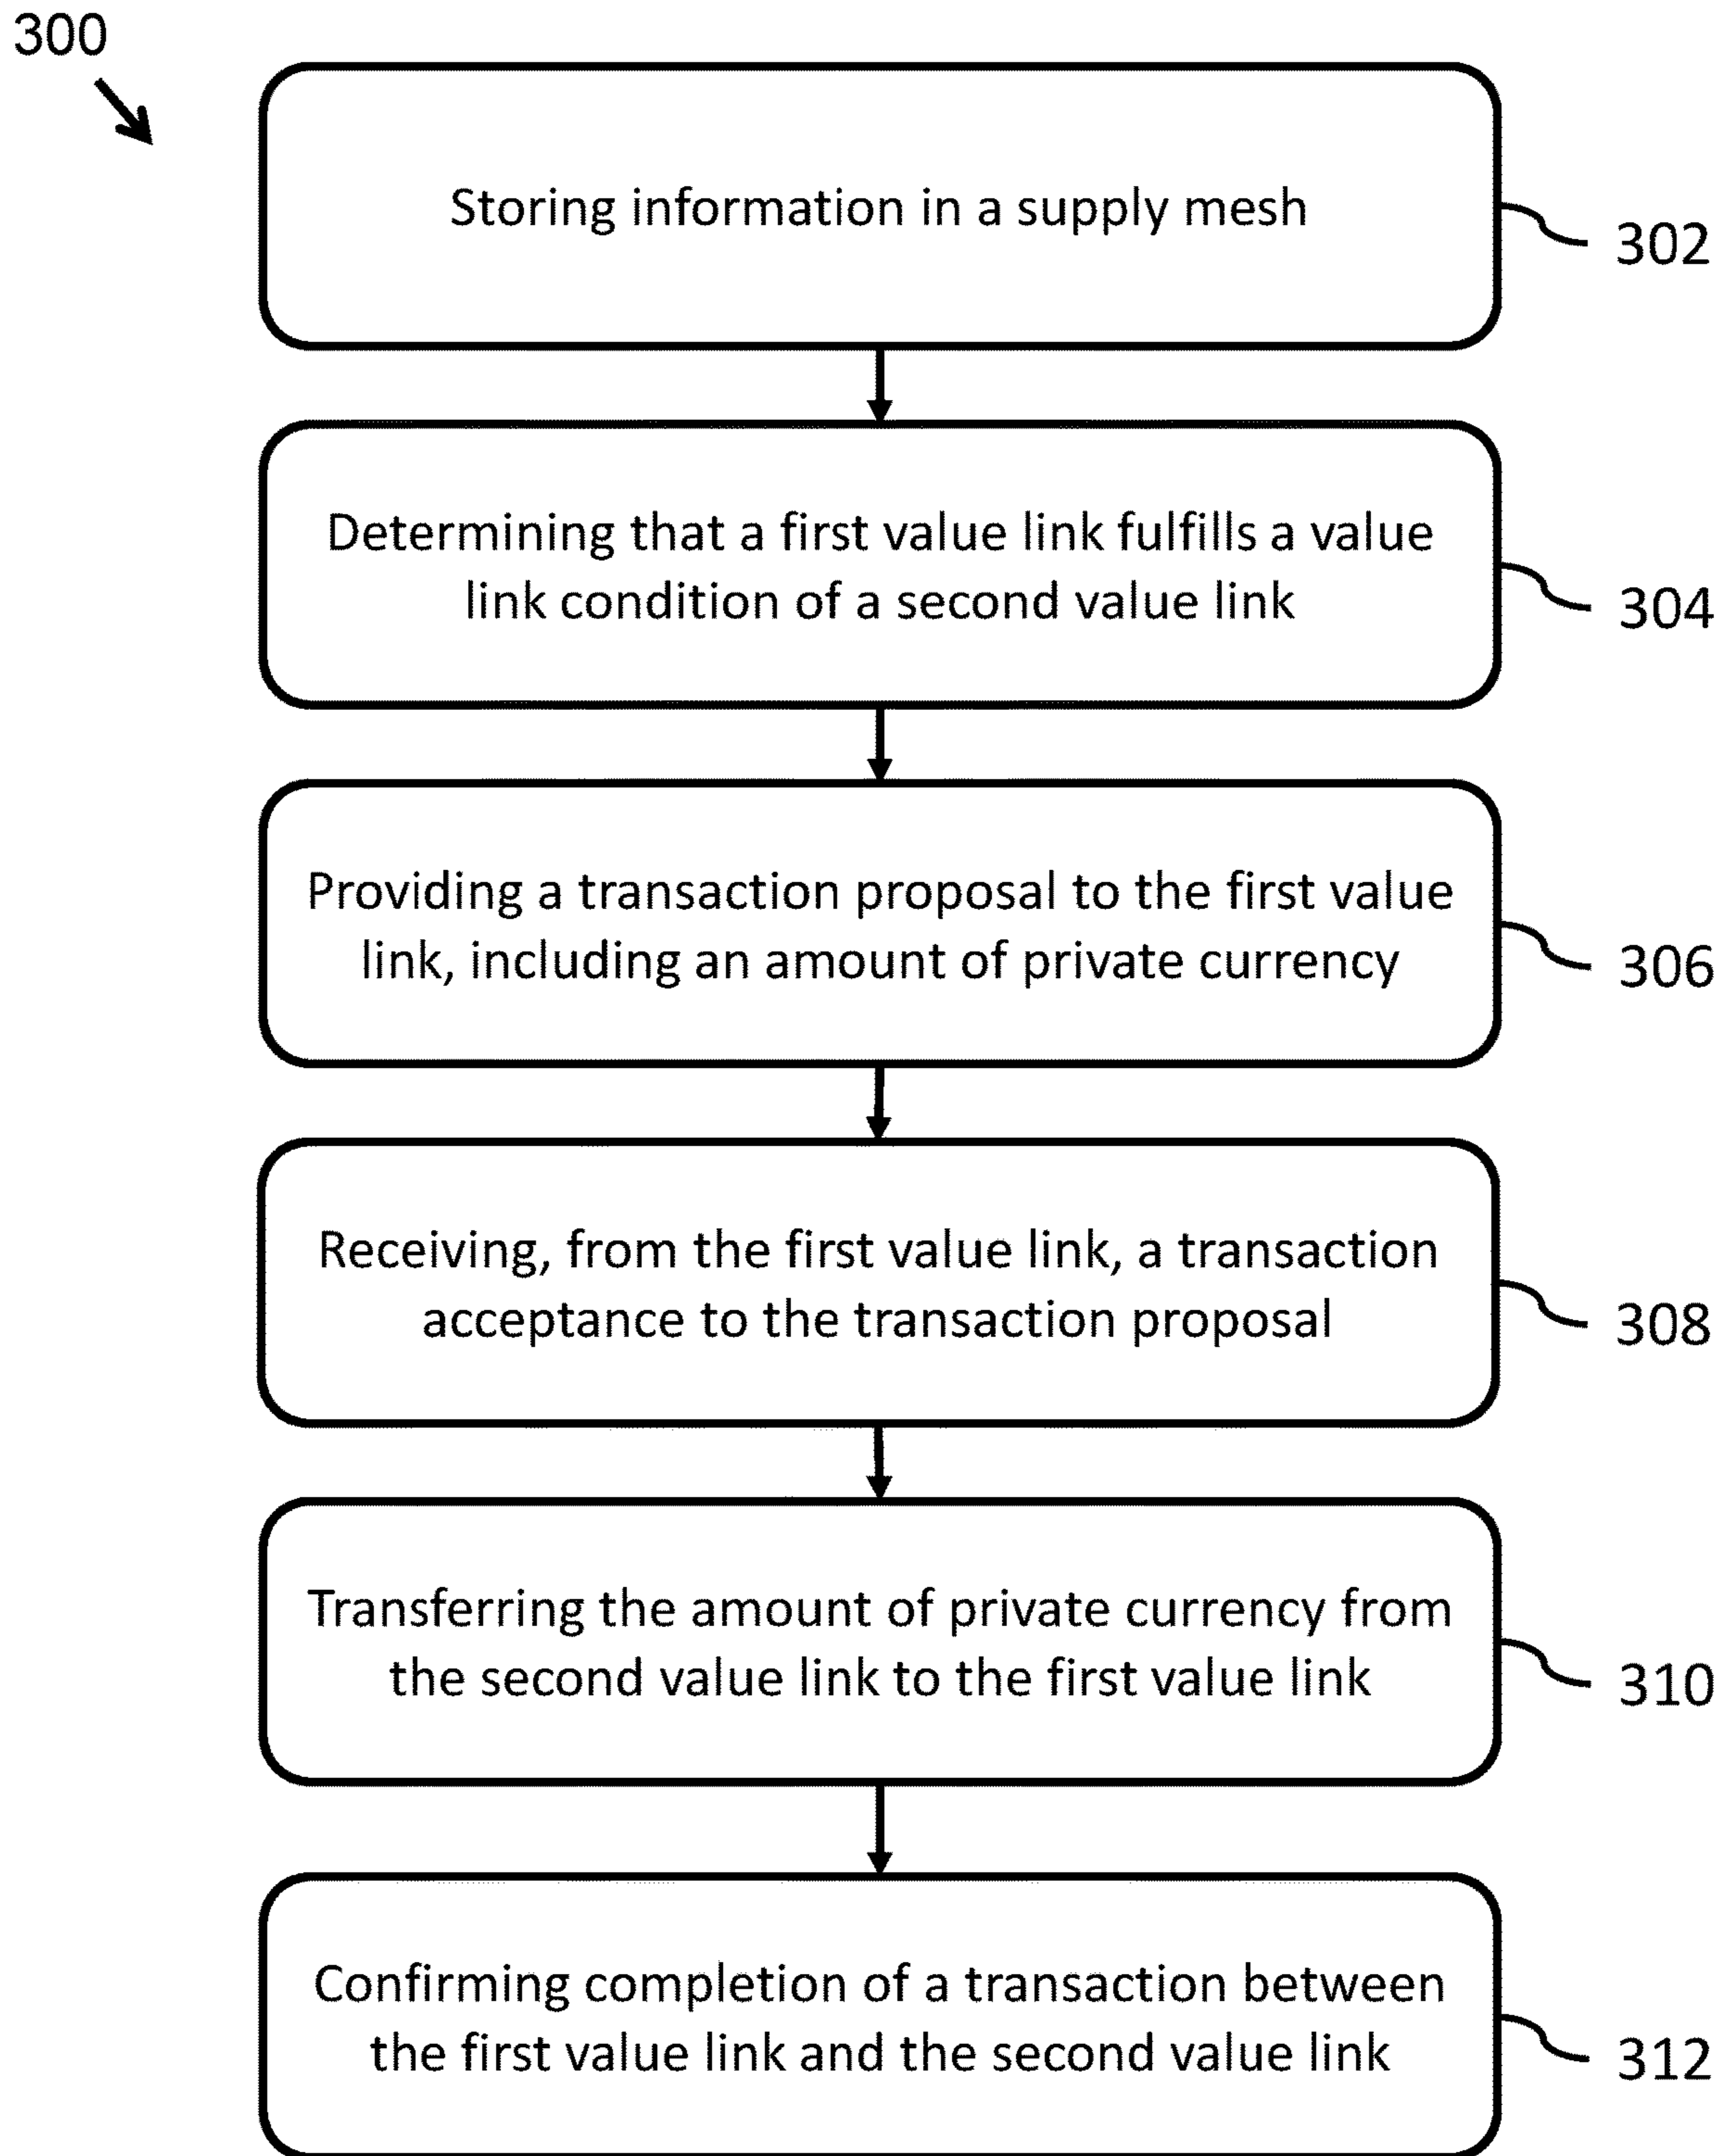 300
Storing information in a supply mesh
302
Determining that a first value link fulfills a value
link condition of a second value link
304
Providing a transaction proposal to the first value
link, including an amount of private currency
306
Receiving, from the first value link, a transaction
acceptance to the transaction proposal
308
Transferring the amount of private currency from
the second value link to the first value link
310
Confirming completion of a transaction between
the first value link and the second value link
312